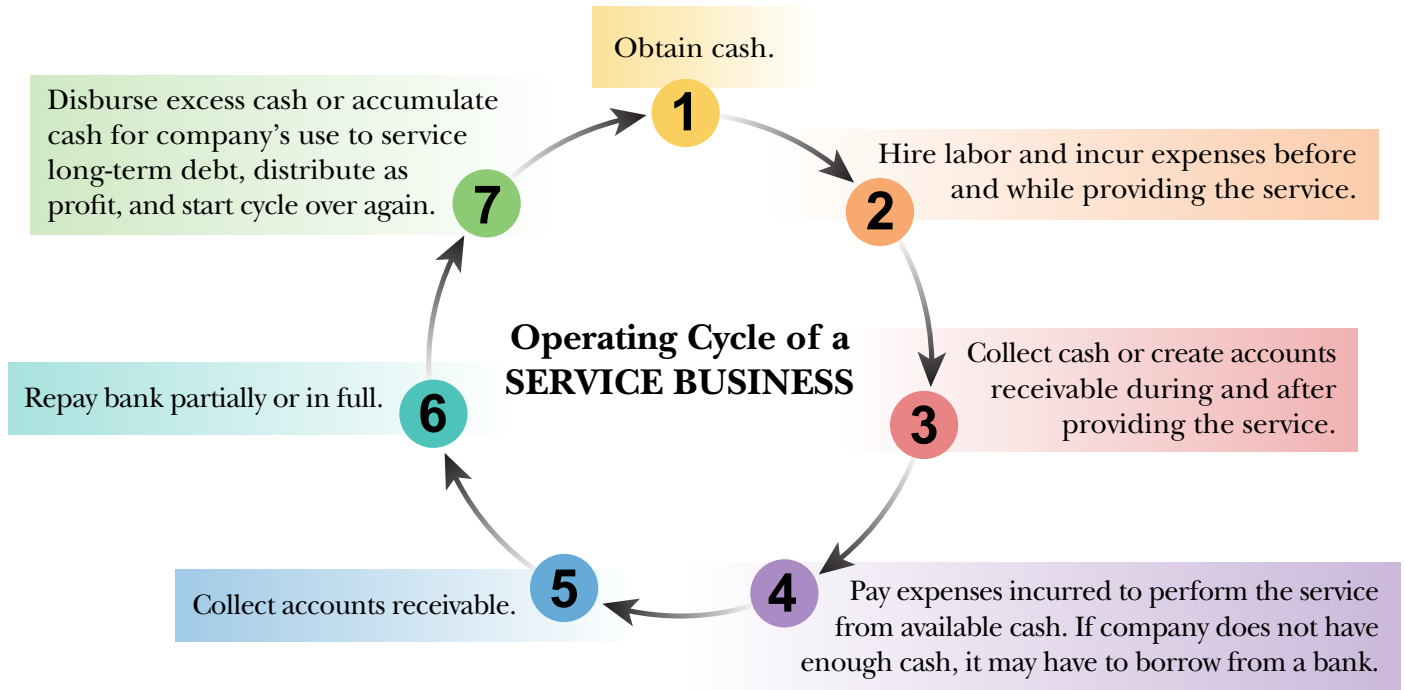 Operating Cycle of a
SERVICE BUSINESS
1
Obtain cash.
2
Hire labor and incur expenses before
and while providing the service.
3
Collect cash or create accounts
receivable during and after
providing the service.
4
Pay expenses incurred to perform the service
from available cash. If company does not have
enough cash, it may have to borrow from a bank.
5
Collect accounts receivable.
6
Repay bank partially or in full.
7
Disburse excess cash or accumulate
cash for company’s use to service
long-term debt, distribute as
profit, and start cycle over again.